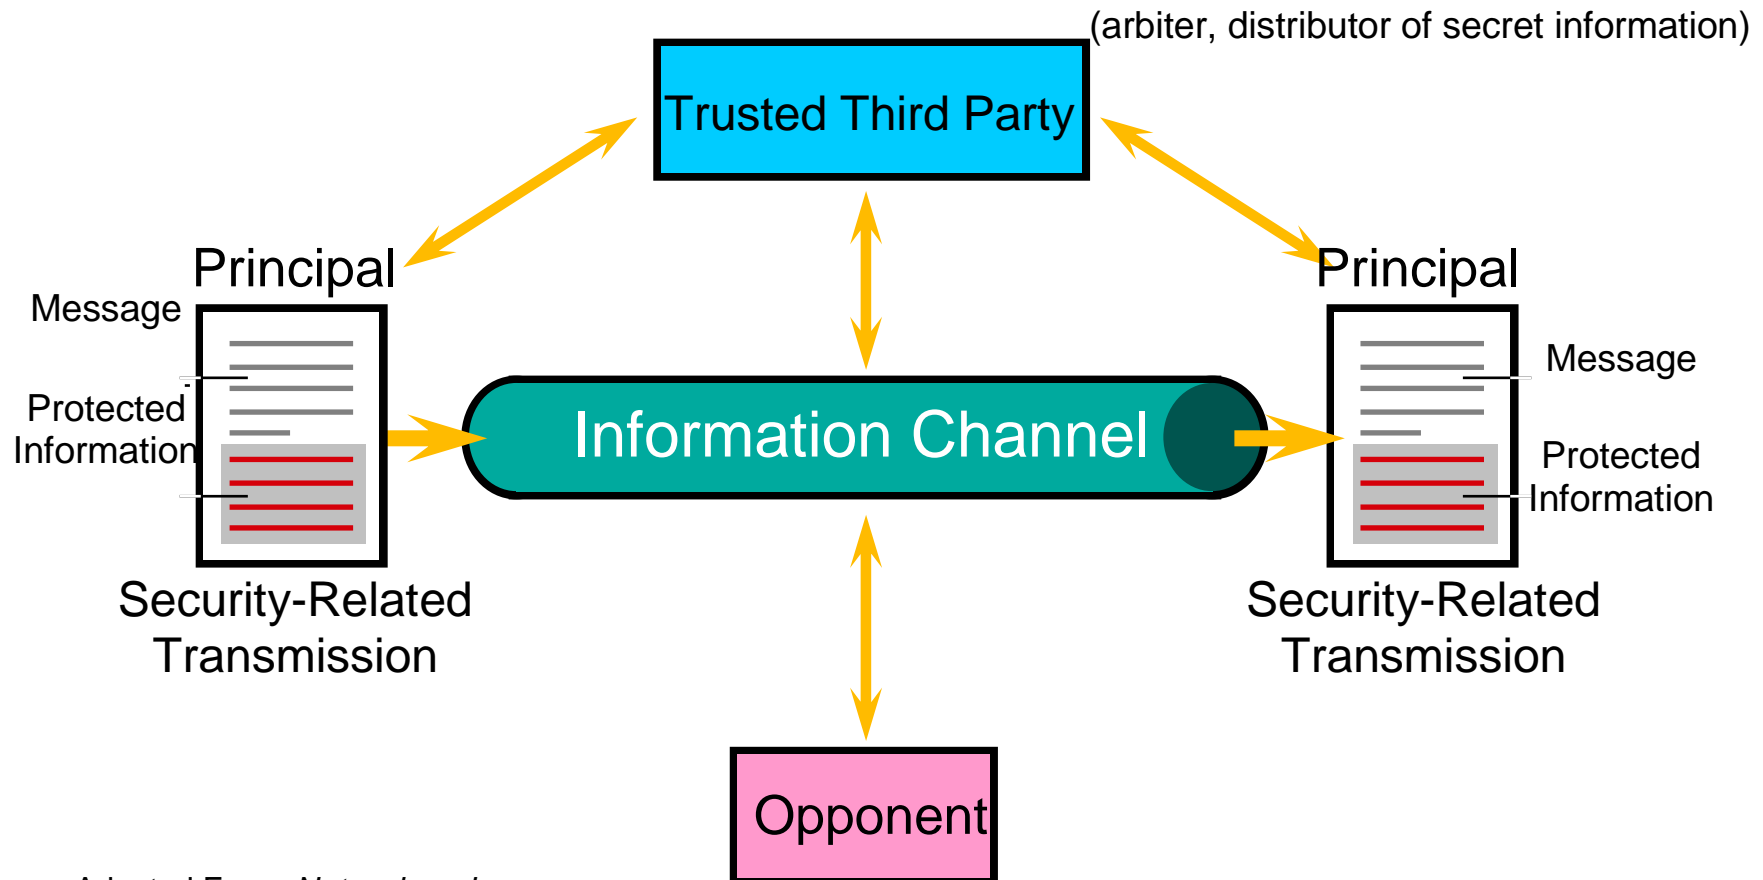 (arbiter, distributor of secret information)
Trusted Third Party
Principal
Principal
Message
Message
Protected
Information
Information Channel
Protected
Information
Security-Related
Transmission
Security-Related
Transmission
Opponent